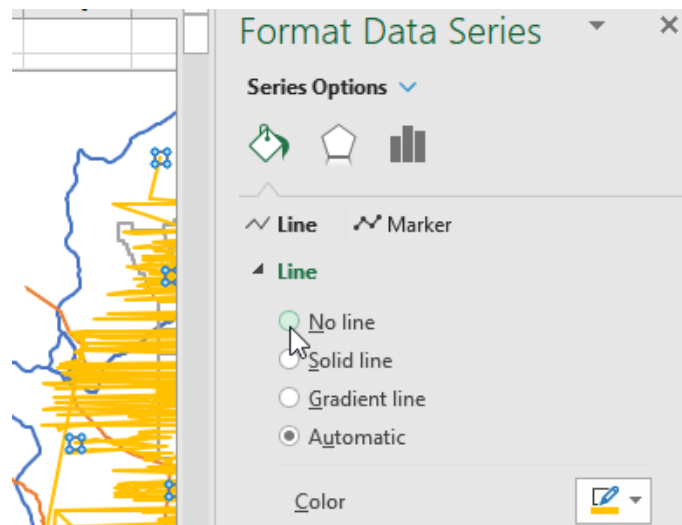 Format Data Series
Series Options
Line Marker
Line
No line
Solid line
Gradient line
Automatic
Color